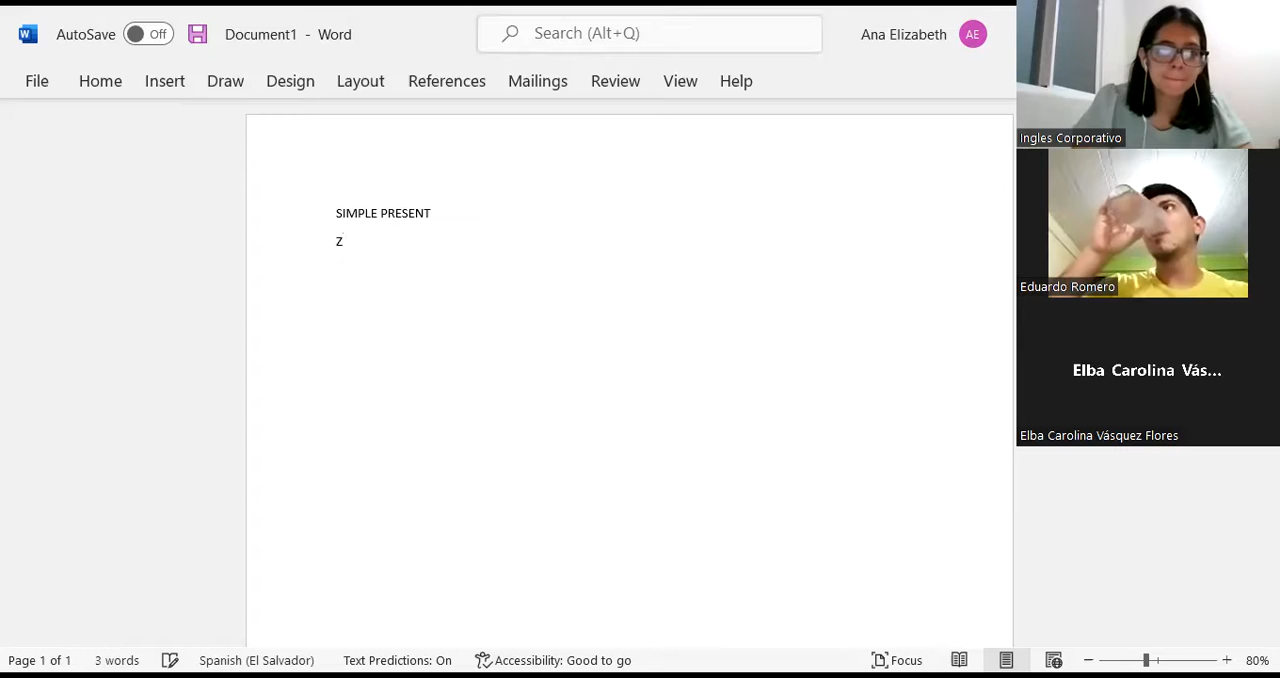 AutoSave Off Document1 - Word Search (Alt+Q) Ana Elizabeth AE
File Home Insert Draw Design Layout References Mailings Review View Help
Ingles Corporativo
SIMPLE PRESENT
Z
Eduardo Romero
Elba Carolina Vás...
Elba Carolina Vásquez Flores
Page 1 of 1 3 words Spanish (El Salvador) Text Predictions: On Accessibility: Good to go Focus 80%